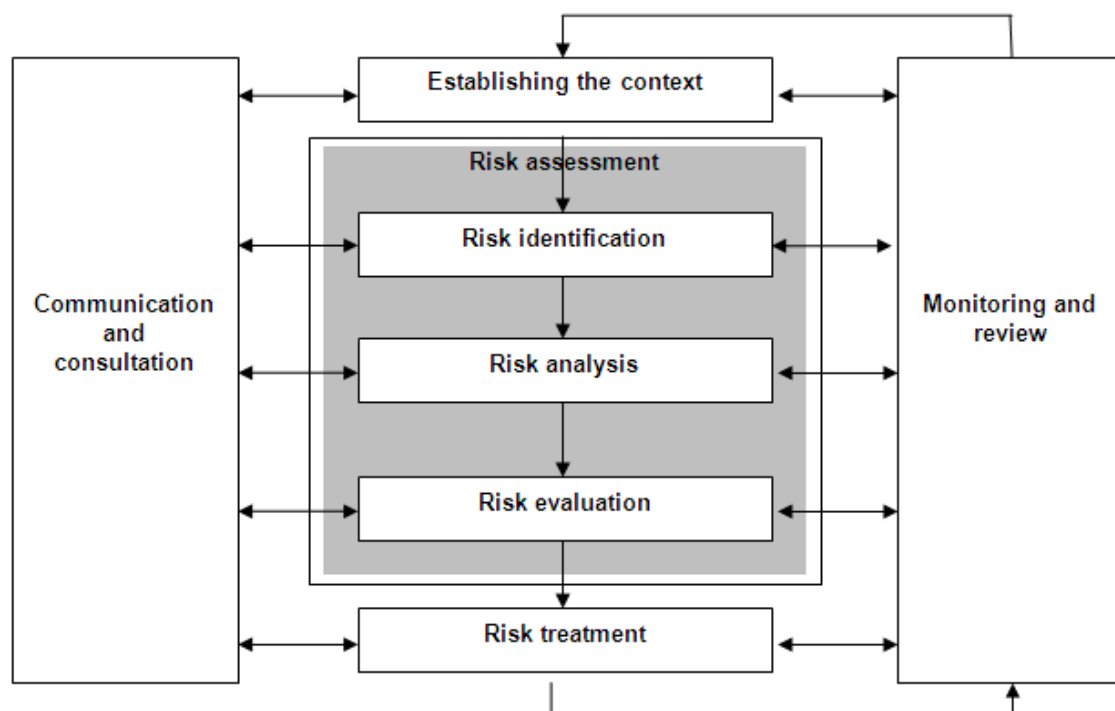 Establishing the context
Risk assessment
Risk identification
Communication
and
consultation
Monitoring and
review
Risk analysis
Risk evaluation
Risk treatment